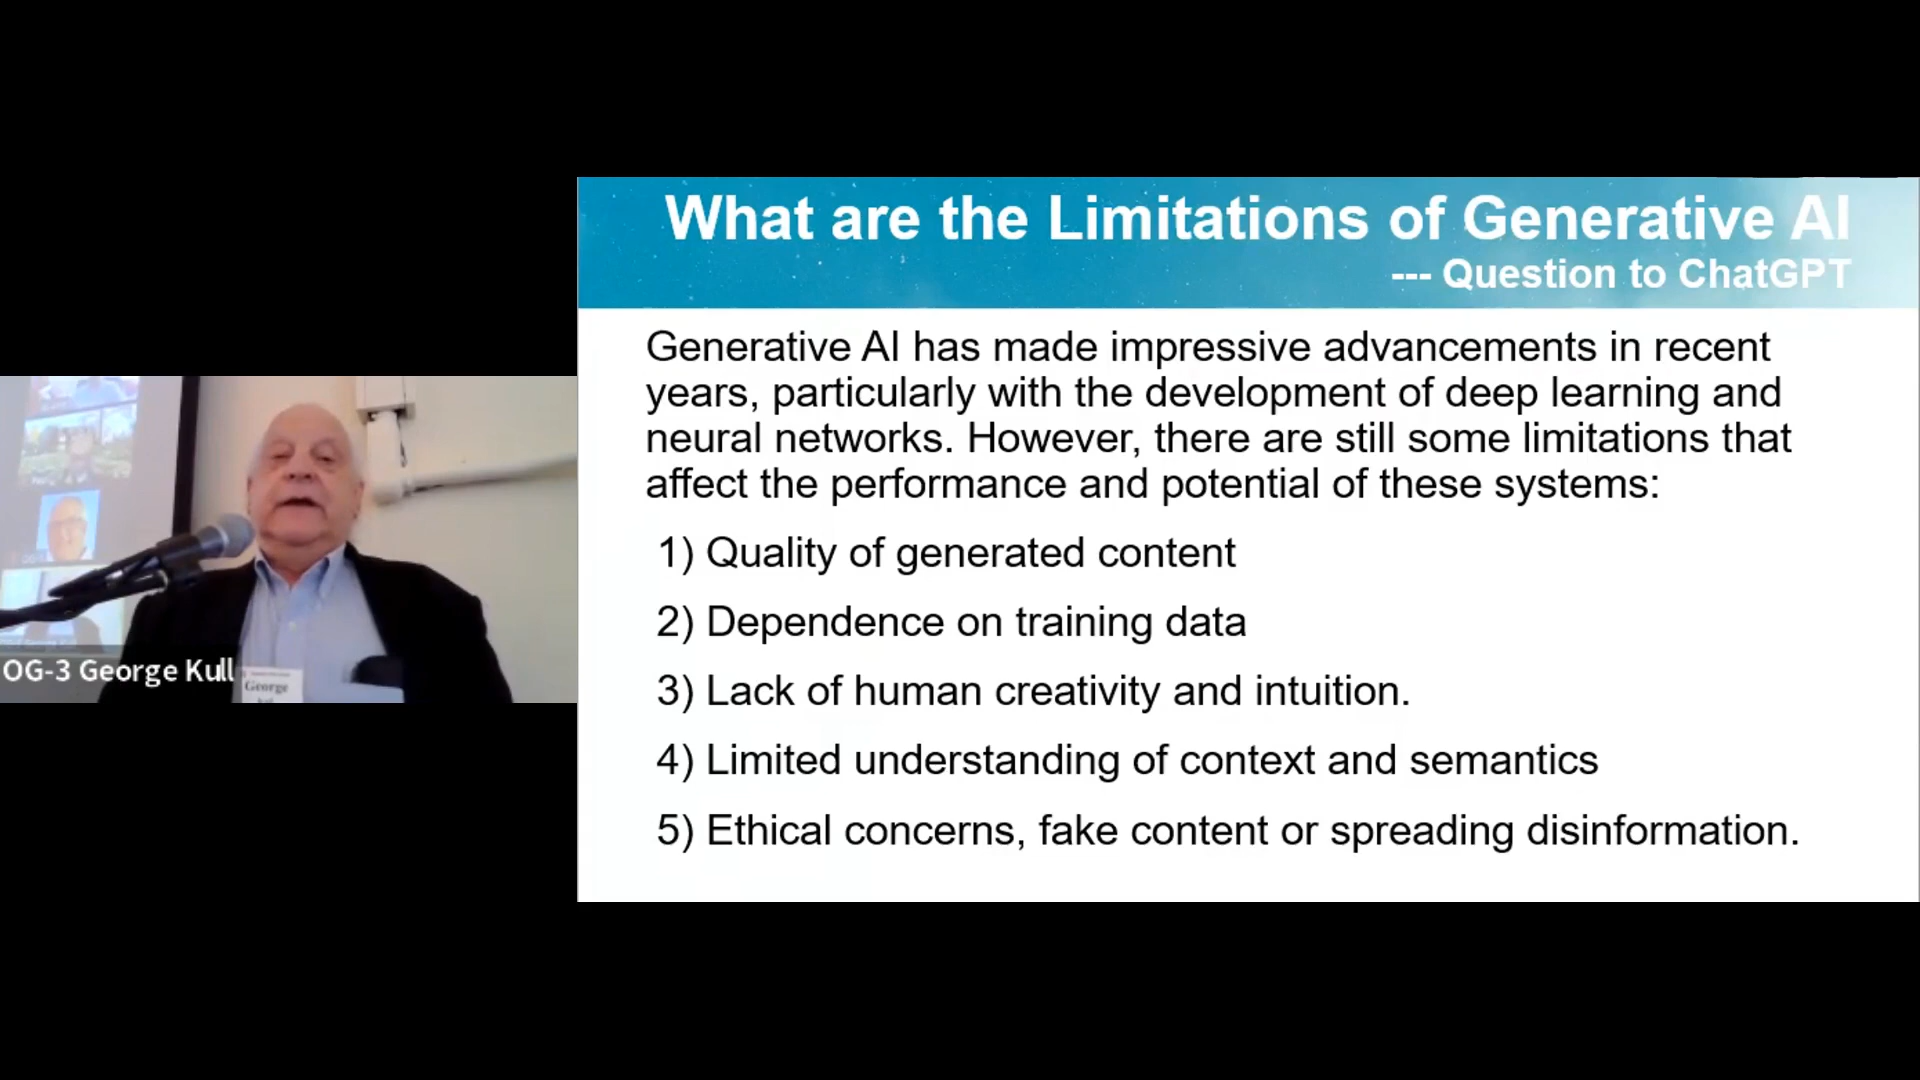 What are the Limitations of Generative AI
--- Question to ChatGPT
Generative AI has made impressive advancements in recent
years, particularly with the development of deep learning and
neural networks. However, there are still some limitations that
affect the performance and potential of these systems:
1) Quality of generated content
2) Dependence on training data
3) Lack of human creativity and intuition.
4) Limited understanding of context and semantics
5) Ethical concerns, fake content or spreading disinformation.
OG-3 George Kull
George